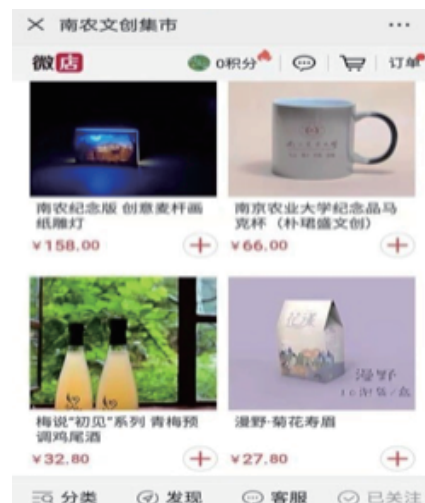 南农文创集市
微店
0积分
订单
南农纪念版 创意麦杆画
纸雕灯
¥158.00
南京农业大学纪念品马
克杯 (朴珺盛文创)
¥66.00
梅说"初见"系列 青梅预
调鸡尾酒
¥32.80
漫野
漫野·菊花寿眉
¥27.80
分类
发现
客服
已关注